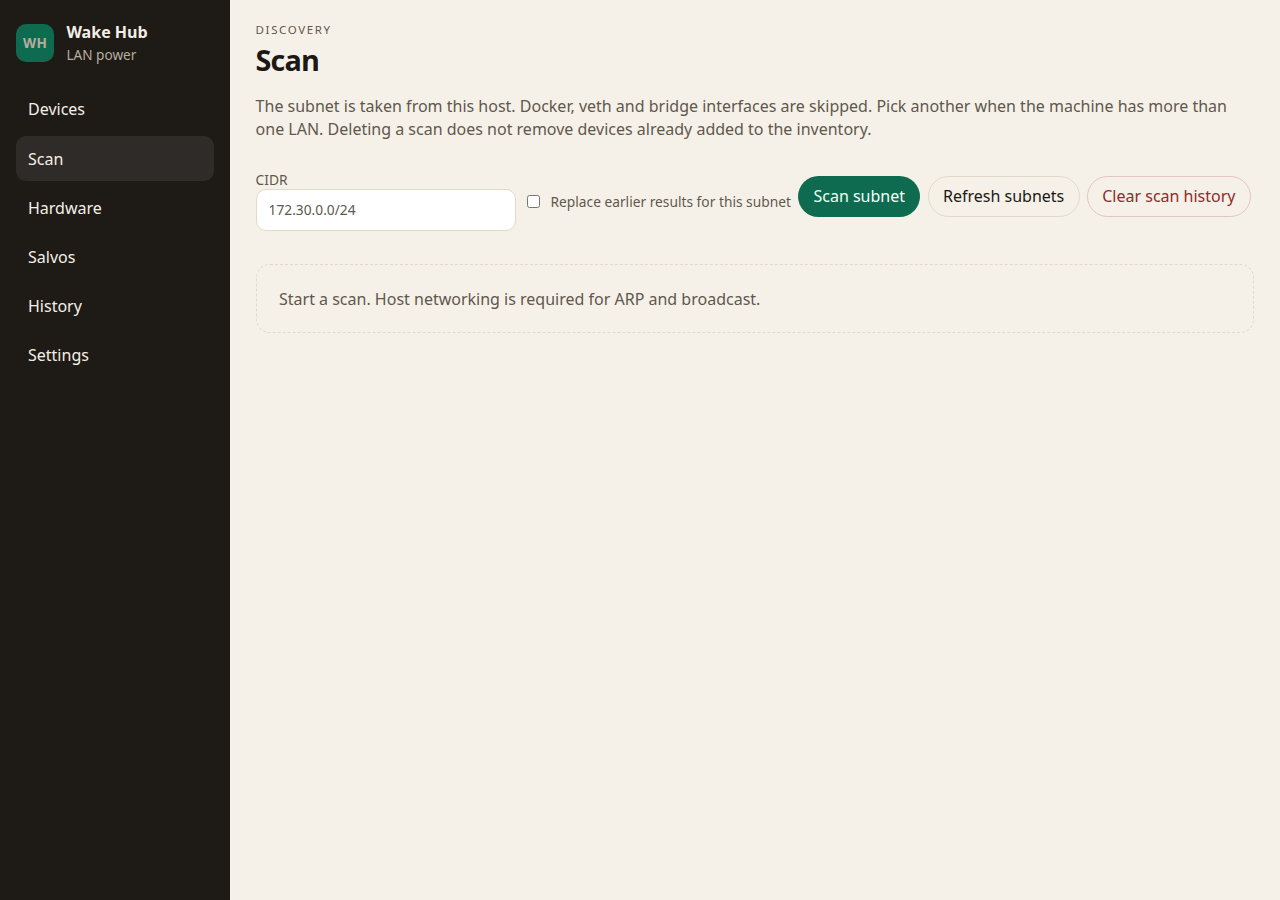 WH
Wake Hub
LAN power
Devices
Scan
Hardware
Salvos
History
Settings
DISCOVERY
Scan
The subnet is taken from this host. Docker, veth and bridge interfaces are skipped. Pick another when the machine has more than
one LAN. Deleting a scan does not remove devices already added to the inventory.
CIDR
172.30.0.0/24
Replace earlier results for this subnet
Scan subnet
Refresh subnets
Clear scan history
Start a scan. Host networking is required for ARP and broadcast.